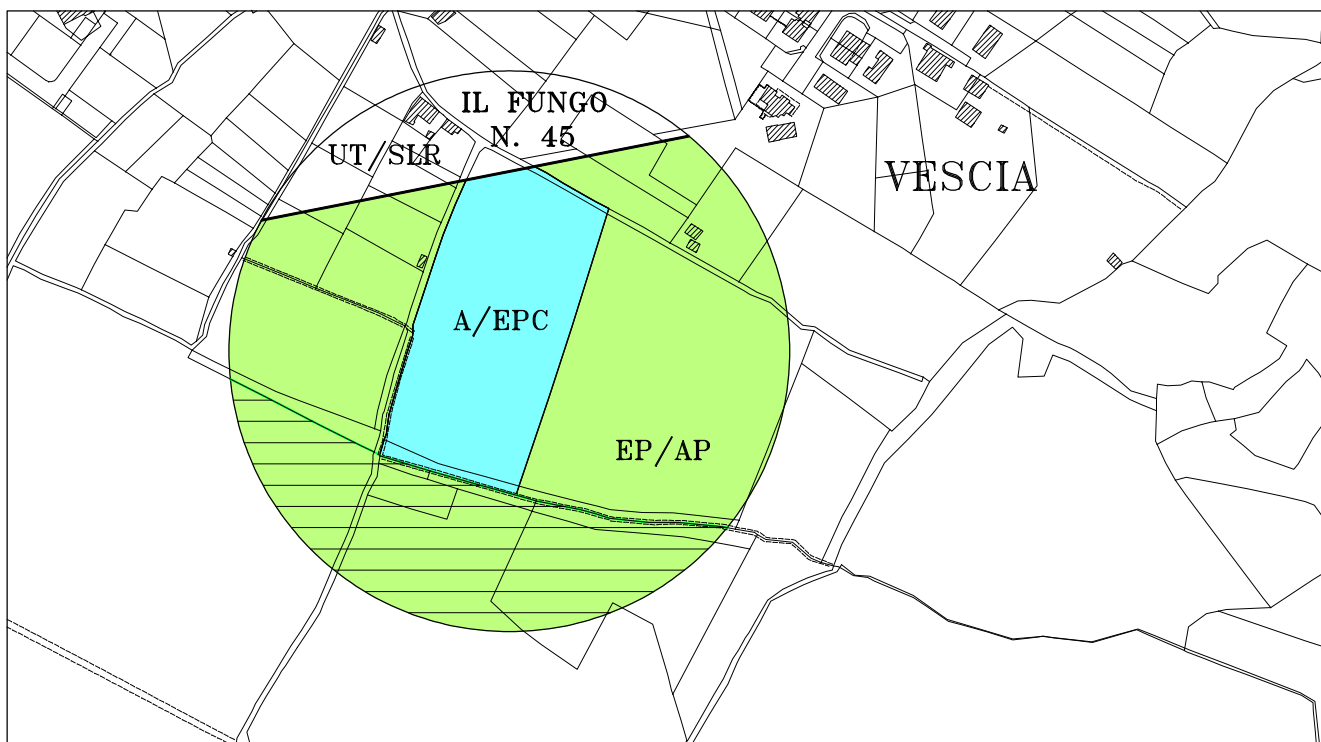 IL FUNGO
N. 45
UT/SLR
VESCIA
A/EPC
EP/AP